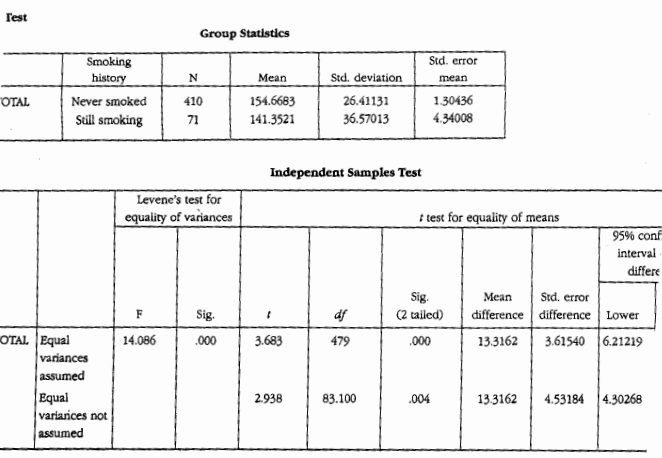 Test
Group Statistics
Smoking history N Mean Std. deviation Std. error mean
OTAL Never smoked 410 154.6683 26.41131 1.30436
Still smoking 71 141.3521 36.57013 4.34008
Independent Samples Test
Levene's test for equality of variances
t test for equality of means
95% conf
interval
differe
F Sig. t df Sig. (2 tailed) Mean difference Std. error difference Lower
OTAL Equal variances assumed 14.086 .000 3.683 479 .000 13.3162 3.61540 6.21219
Equal variances not assumed 2.938 83.100 .004 13.3162 4.53184 4.30268